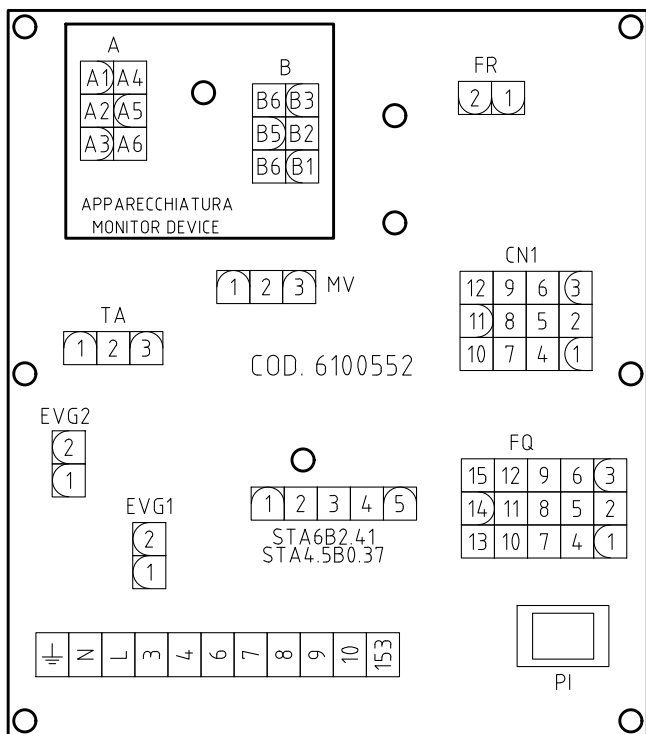 A
A1 A4
A2 A5
A3 A6
B
B6 B3
B5 B2
B6 B1
APPARECCHIATURA
MONITOR DEVICE
FR
2 1
1 2 3 MV
CN1
12 9 6 3
11 8 5 2
10 7 4 1
TA
1 2 3
COD. 6100552
EVG2
2
1
EVG1
2
1
1 2 3 4 5
STA6B2.41
STA4.5B0.37
FQ
15 12 9 6 3
14 11 8 5 2
13 10 7 4 1
N L 3 4 6 7 8 9 10 153
PI